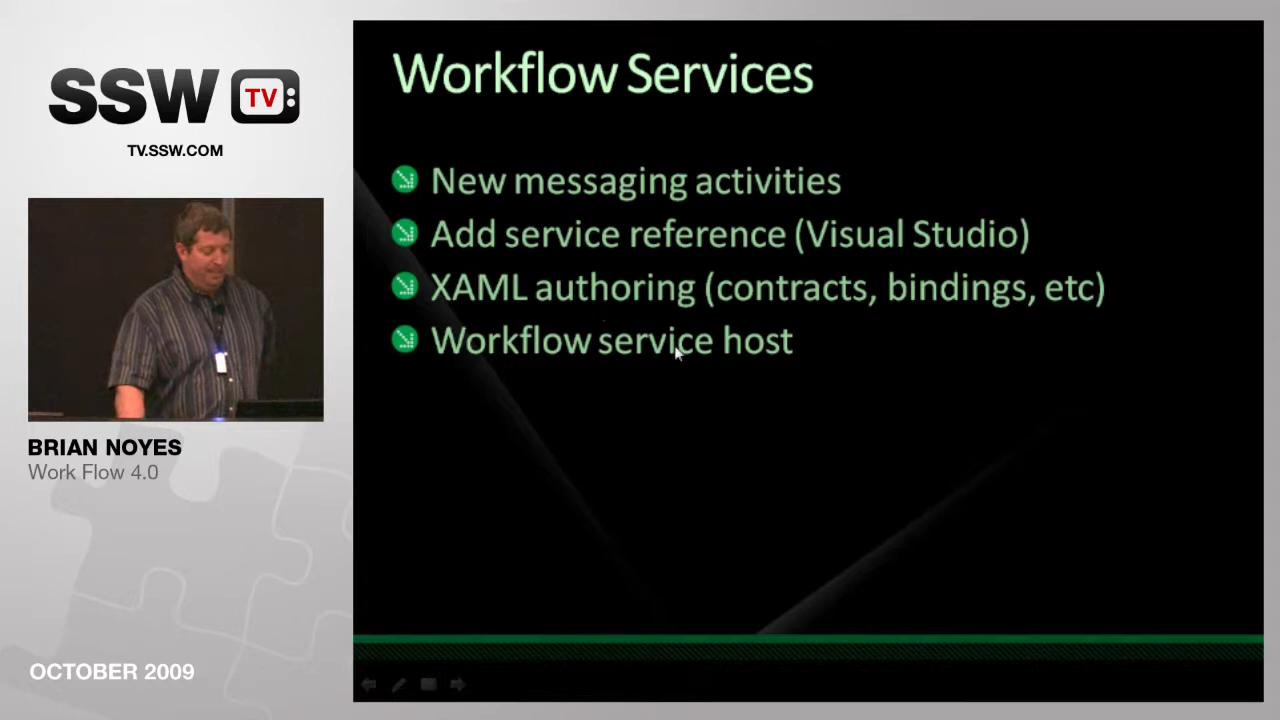 SSW TV:
TV.SSW.COM
BRIAN NOYES
Work Flow 4.0
OCTOBER 2009
Workflow Services
New messaging activities
Add service reference (Visual Studio)
XAML authoring (contracts, bindings, etc)
Workflow service host